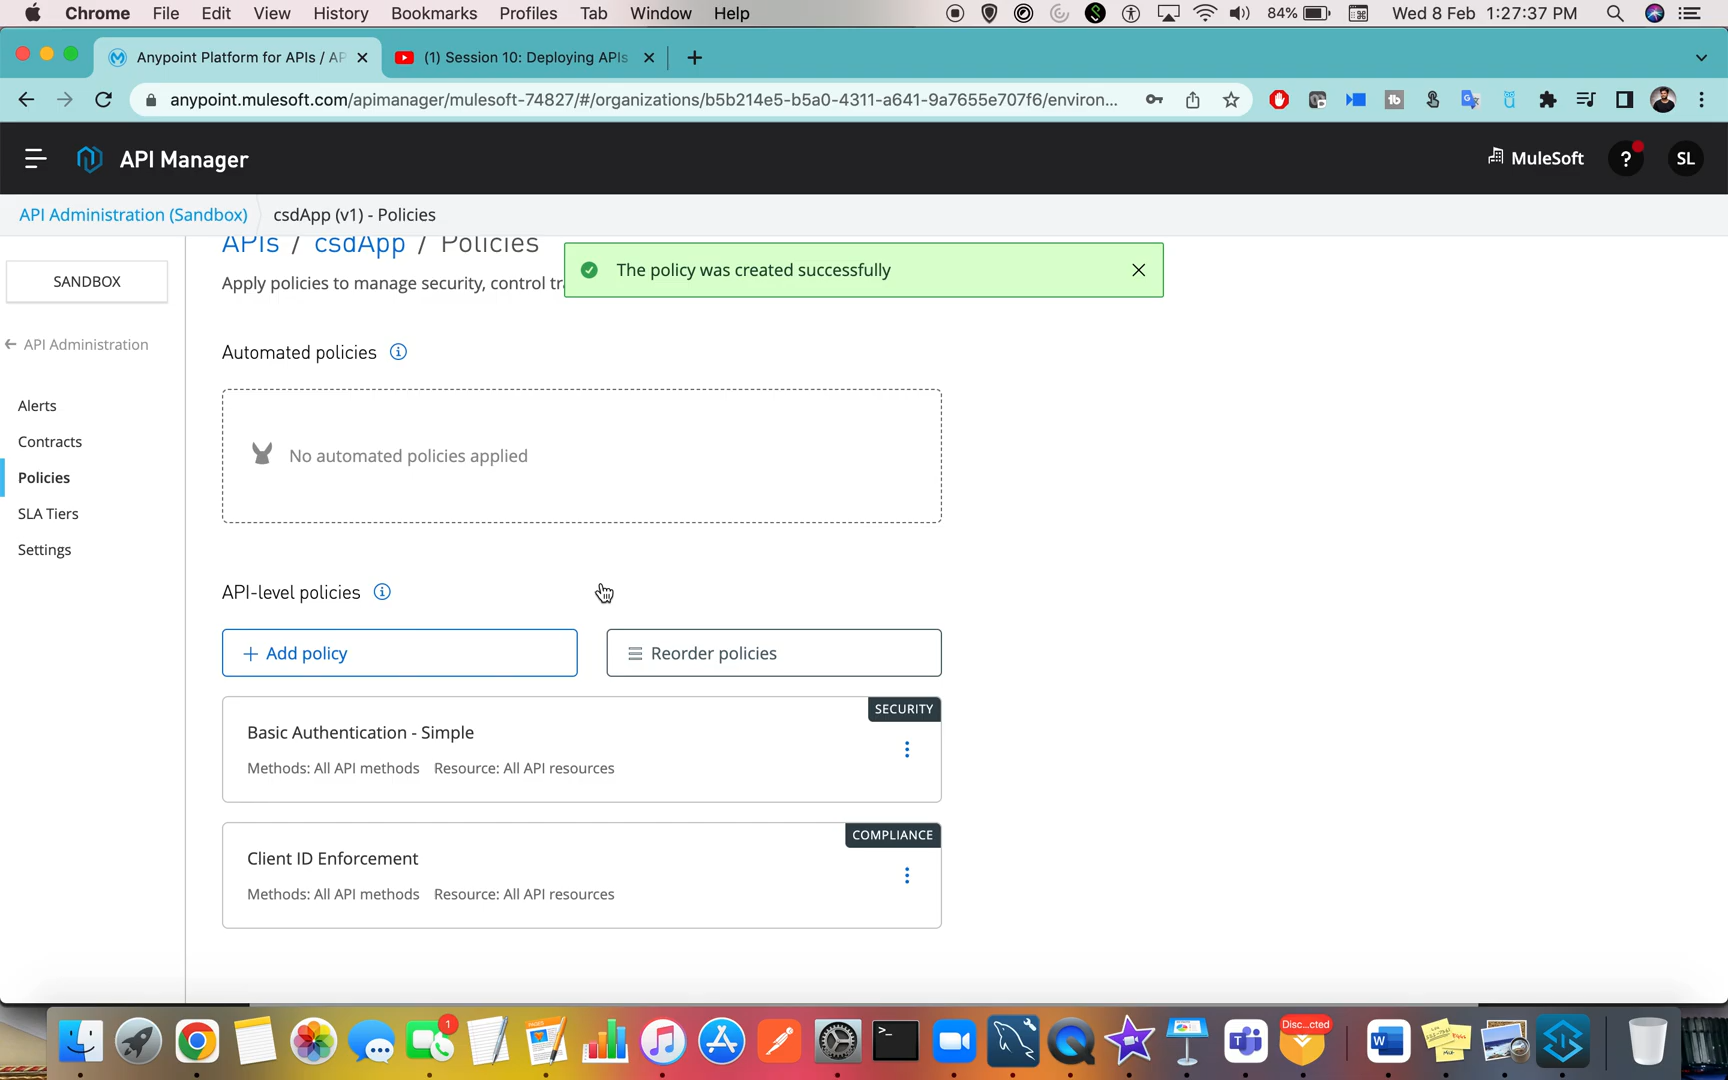 Chrome File Edit View History Bookmarks Profiles Tab Window Help 84% Wed 8 Feb 1:27:37 PM
Anypoint Platform for APIs / AP
(1) Session 10: Deploying APIs
anypoint.mulesoft.com/apimanager/mulesoft-74827/#/organizations/b5b214e5-b5a0-4311-a641-9a7655e707f6/environ...
API Manager
MuleSoft
?
SL
API Administration (Sandbox)
csdApp (v1) - Policies
SANDBOX
API Administration
Alerts
Contracts
Policies
SLA Tiers
Settings
APIs / csdApp / Policies
Apply policies to manage security, control tr
The policy was created successfully
Automated policies
No automated policies applied
API-level policies
+ Add policy
Reorder policies
SECURITY
Basic Authentication - Simple
Methods: All API methods Resource: All API resources
COMPLIANCE
Client ID Enforcement
Methods: All API methods Resource: All API resources
1
Disc...cted